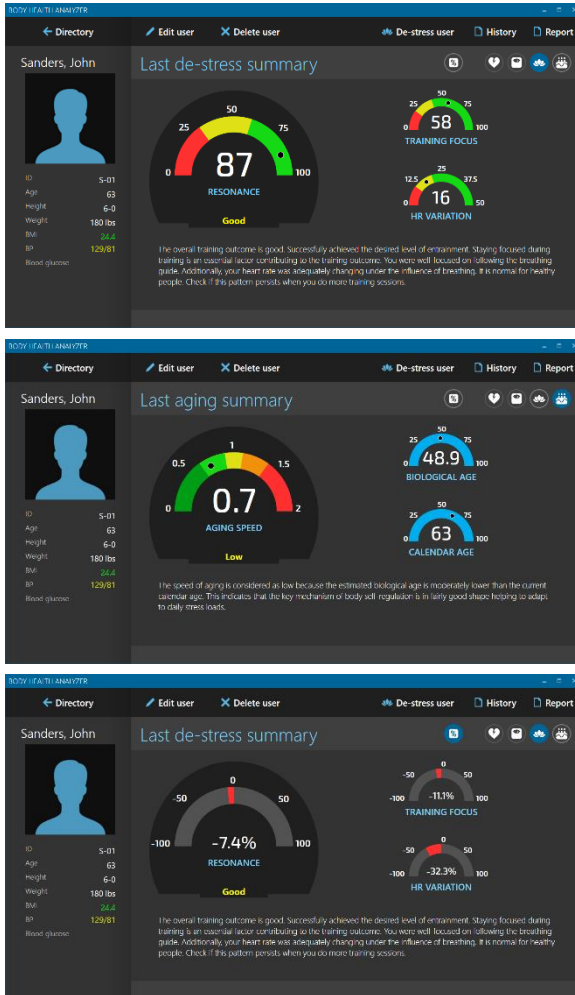 BODY HEALTH ANALYZER
Directory Edit user Delete user De-stress user History Report
Sanders, John
Last de-stress summary
%
0 25 50 75 100
87
RESONANCE
Good
0 25 50 75 100
58
TRAINING FOCUS
0 12.5 25 37.5 50
16
HR VARIATION
ID S-01
Age 63
Height 6-0
Weight 180 lbs
BMI 24.4
BP 129/81
Blood glucose
The overall training outcome is good. Successfully achieved the desired level of entrainment. Staying focused during
training is an essential factor contributing to the training outcome. You were well-focused on following the breathing
guide. Additionally, your heart rate was adequately changing under the influence of breathing. It is normal for healthy
people. Check if this pattern persists when you do more training sessions.
BODY HEALTH ANALYZER
Directory Edit user Delete user De-stress user History Report
Sanders, John
Last aging summary
%
0 0.5 1 1.5 2
0.7
AGING SPEED
Low
0 25 50 75 100
48.9
BIOLOGICAL AGE
0 25 50 75 100
63
CALENDAR AGE
ID S-01
Age 63
Height 6-0
Weight 180 lbs
BMI 24.4
BP 129/81
Blood glucose
The speed of aging is considered as low because the estimated biological age is moderately lower than the current
calendar age. This indicates that the key mechanism of body self-regulation is in fairly good shape helping to adapt
to daily stress loads.
BODY HEALTH ANALYZER
Directory Edit user Delete user De-stress user History Report
Sanders, John
Last de-stress summary
%
-100 -50 0 50 100
-7.4%
RESONANCE
Good
-100 -50 0 50 100
-11.1%
TRAINING FOCUS
-100 -50 0 50 100
-32.3%
HR VARIATION
ID S-01
Age 63
Height 6-0
Weight 180 lbs
BMI 24.4
BP 129/81
Blood glucose
The overall training outcome is good. Successfully achieved the desired level of entrainment. Staying focused during
training is an essential factor contributing to the training outcome. You were well-focused on following the breathing
guide. Additionally, your heart rate was adequately changing under the influence of breathing. It is normal for healthy
people. Check if this pattern persists when you do more training sessions.